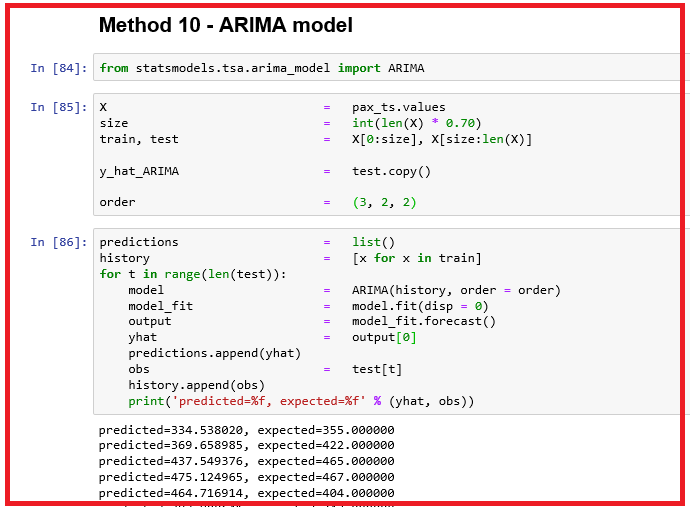 Method 10 - ARIMA model
In [84]: from statsmodels.tsa.arima_model import ARIMA
In [85]: X = pax_ts.values
size = int(len(X) * 0.70)
train, test = X[0:size], X[size:len(X)]
y_hat_ARIMA = test.copy()
order = (3, 2, 2)
In [86]: predictions = list()
history = [x for x in train]
for t in range(len(test)):
model = ARIMA(history, order = order)
model_fit = model.fit(disp = 0)
output = model_fit.forecast()
yhat = output[0]
predictions.append(yhat)
obs = test[t]
history.append(obs)
print('predicted=%f, expected=%f' % (yhat, obs))
predicted=334.538020, expected=355.000000
predicted=369.658985, expected=422.000000
predicted=437.549376, expected=465.000000
predicted=475.124965, expected=467.000000
predicted=464.716914, expected=404.000000